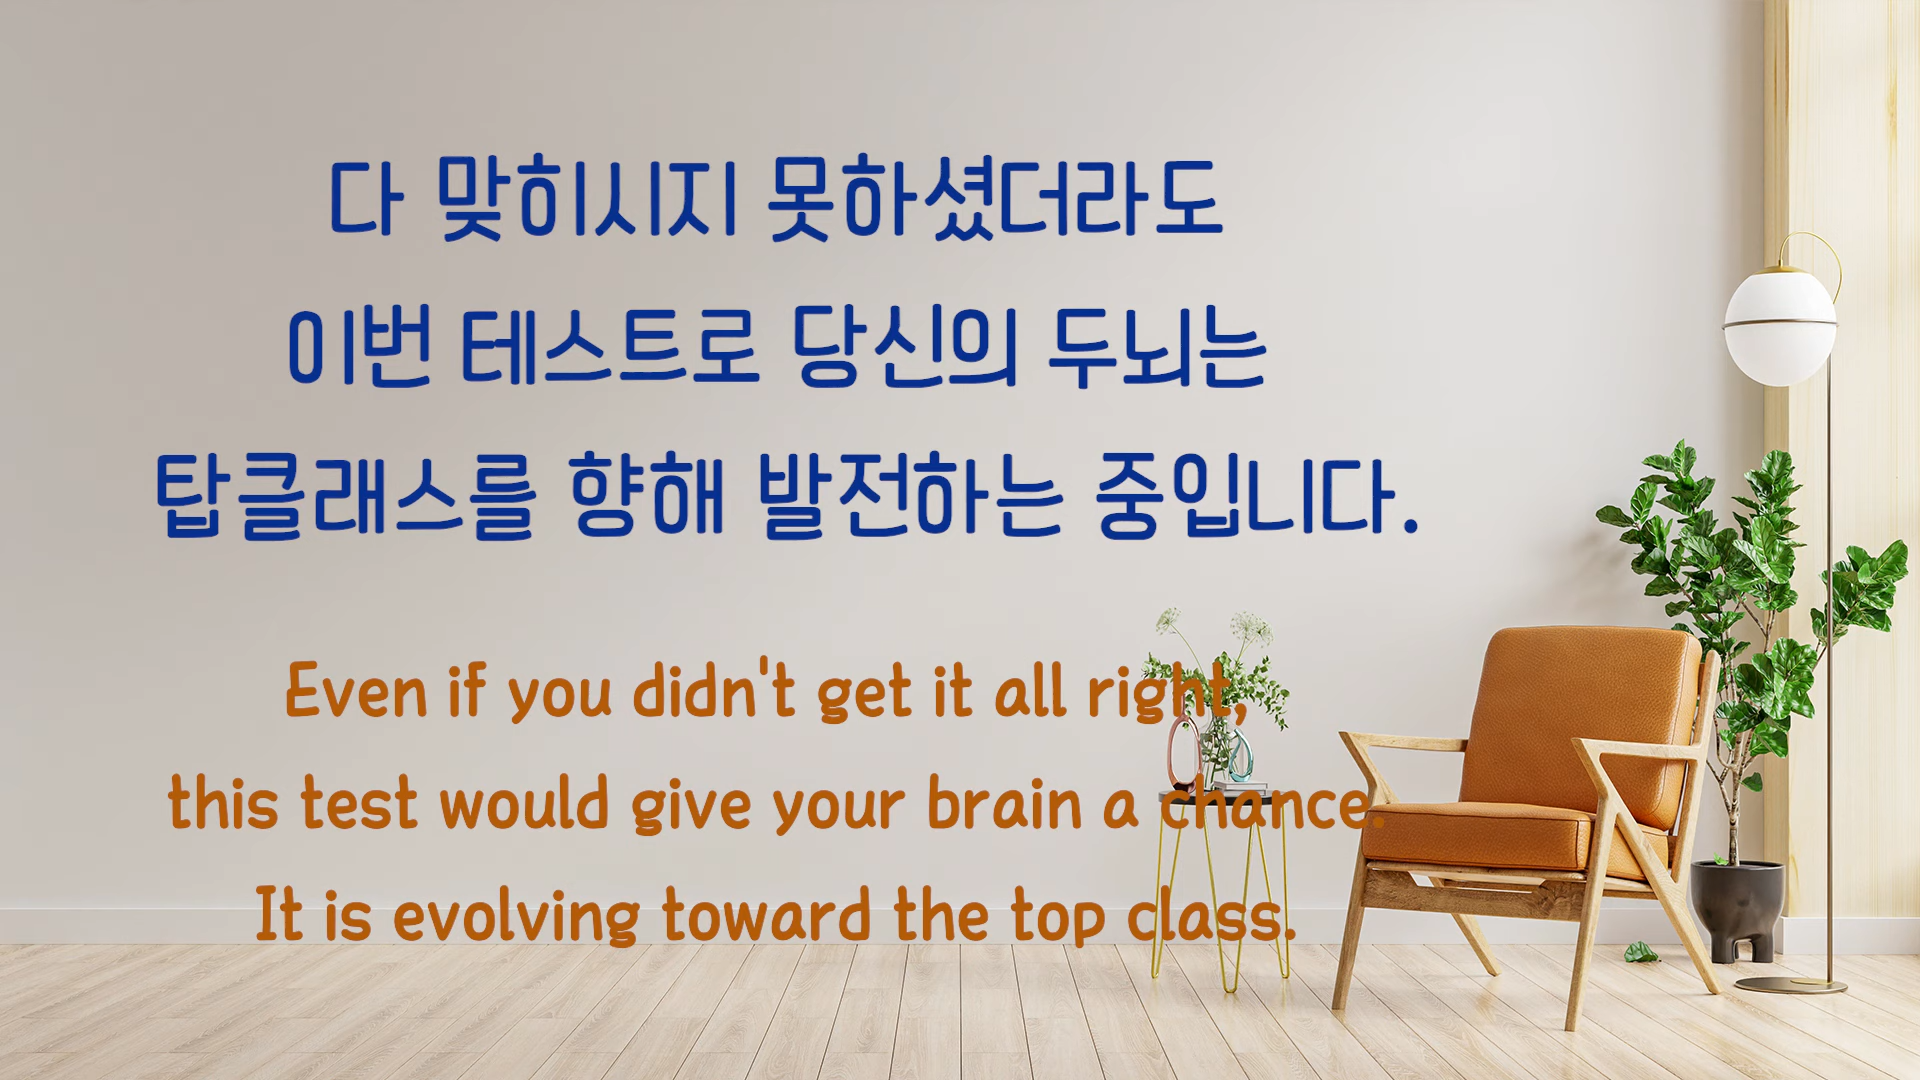 다 맞히시지 못하셨더라도
이번 테스트로 당신의 두뇌는
탑클래스를 향해 발전하는 중입니다.
Even if you didn't get it all right,
this test would give your brain a chance.
It is evolving toward the top class.